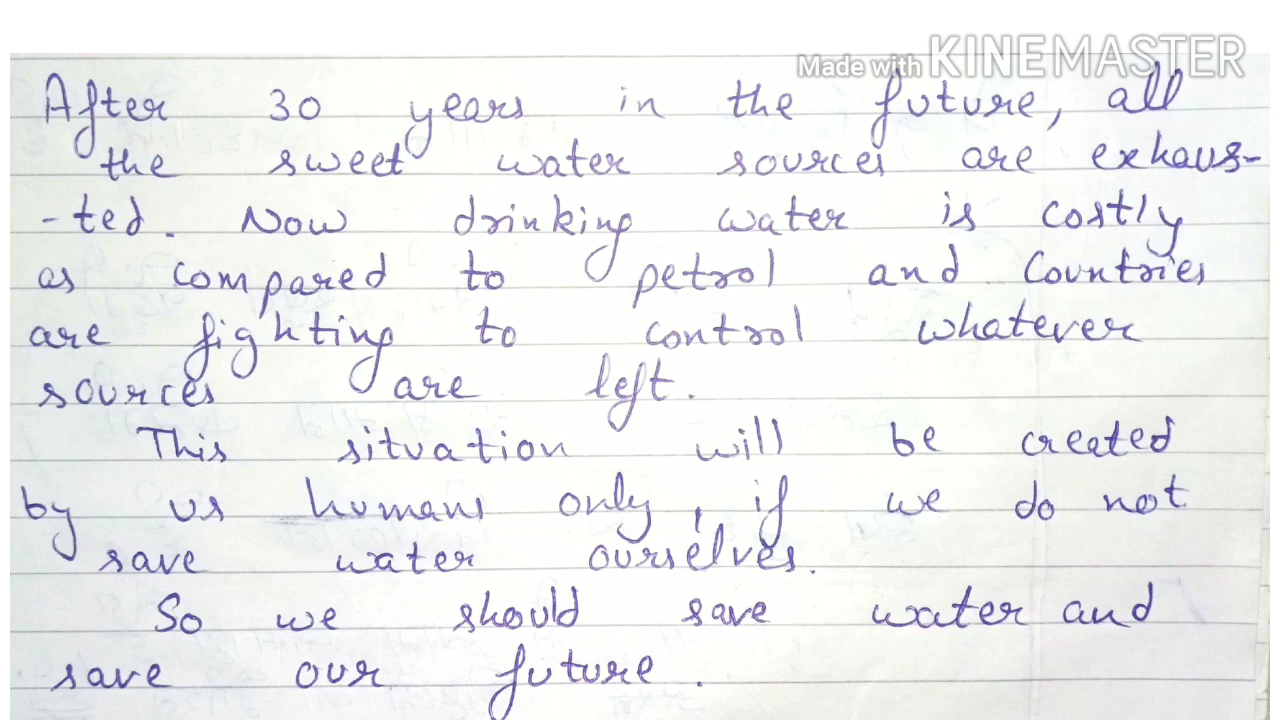 Made with KINEMASTER
After 30 years in the future, all
the sweet water sources are exhaus-
-ted. Now drinking water is costly
as compared to petrol and Countries
are fighting to control whatever
sources are left.
This situation will be created
by us humans only, if we do not
save water ourselves.
So we should save water and
save our future.